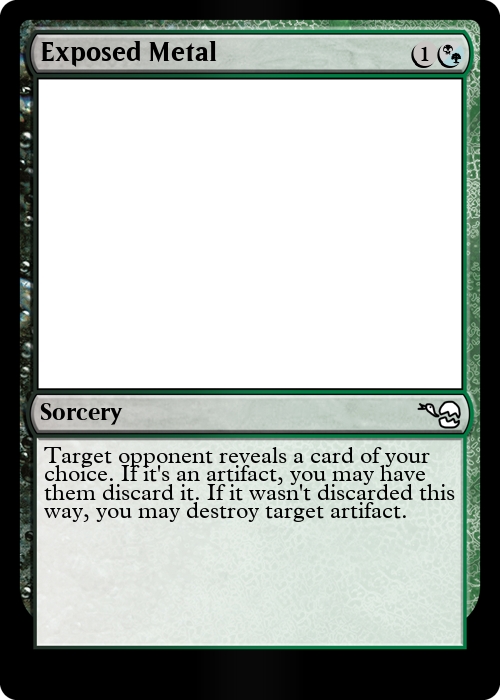 Exposed Metal
1
Sorcery
Target opponent reveals a card of your
choice. If it's an artifact, you may have
them discard it. If it wasn't discarded this
way, you may destroy target artifact.